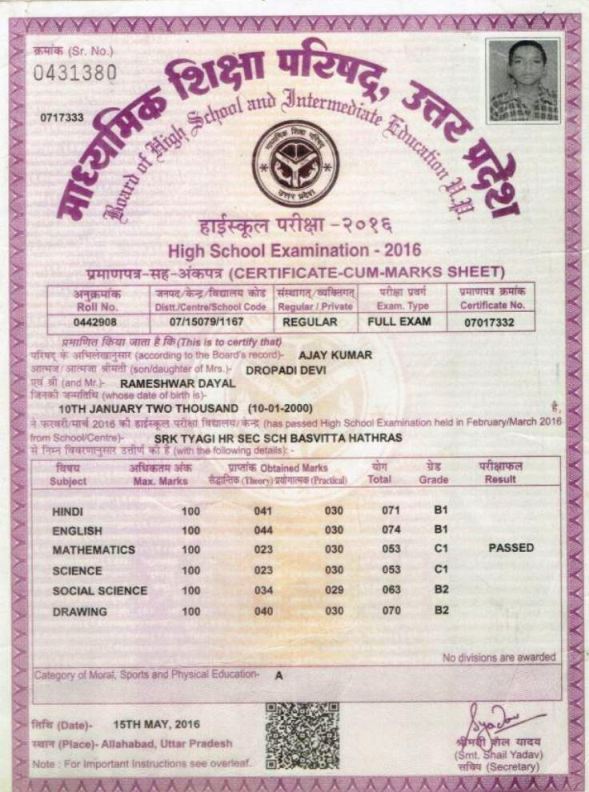 क्रमांक (Sr. No.)
0431380
0717333
माध्यमिक शिक्षा परिषद्, उत्तर प्रदेश
Board of High School and Intermediate Education U.P.
माध्यमिक शिक्षा परिषद्
उत्तर प्रदेश
हाईस्कूल परीक्षा -२०१६
High School Examination - 2016
प्रमाणपत्र-सह-अंकपत्र (CERTIFICATE-CUM-MARKS SHEET)
अनुक्रमांक जनपद/केन्द्र/विद्यालय कोड संस्थागत/व्यक्तिगत परीक्षा प्रवर्ग प्रमाणपत्र क्रमांक
Roll No. Distt./Centre/School Code Regular / Private Exam. Type Certificate No.
0442908 07/15079/1167 REGULAR FULL EXAM 07017332
प्रमाणित किया जाता है कि (This is to certify that)
परिषद् के अभिलेखानुसार (according to the Board's record)- AJAY KUMAR
आत्मज/आत्मजा श्रीमती (son/daughter of Mrs.)- DROPADI DEVI
एवं श्री (and Mr.)- RAMESHWAR DAYAL
जिनकी जन्मतिथि (whose date of birth is)-
10TH JANUARY TWO THOUSAND (10-01-2000) है,
ने फरवरी/मार्च 2016 की हाईस्कूल परीक्षा विद्यालय/केन्द्र (has passed High School Examination held in February/March 2016
from School/Centre)- SRK TYAGI HR SEC SCH BASVITTA HATHRAS
से निम्न विवरणानुसार उत्तीर्ण की है (with the following details):-
विषय अधिकतम अंक प्राप्तांक Obtained Marks योग ग्रेड परीक्षाफल
Subject Max. Marks सैद्धान्तिक (Theory) प्रयोगात्मक (Practical) Total Grade Result
HINDI 100 041 030 071 B1
ENGLISH 100 044 030 074 B1
MATHEMATICS 100 023 030 053 C1 PASSED
SCIENCE 100 023 030 053 C1
SOCIAL SCIENCE 100 034 029 063 B2
DRAWING 100 040 030 070 B2
No divisions are awarded
Category of Moral, Sports and Physical Education- A
तिथि (Date)- 15TH MAY, 2016
स्थान (Place)- Allahabad, Uttar Pradesh
Note : For Important Instructions see overleaf.
श्रीमती शैल यादव
(Smt. Shail Yadav)
सचिव (Secretary)